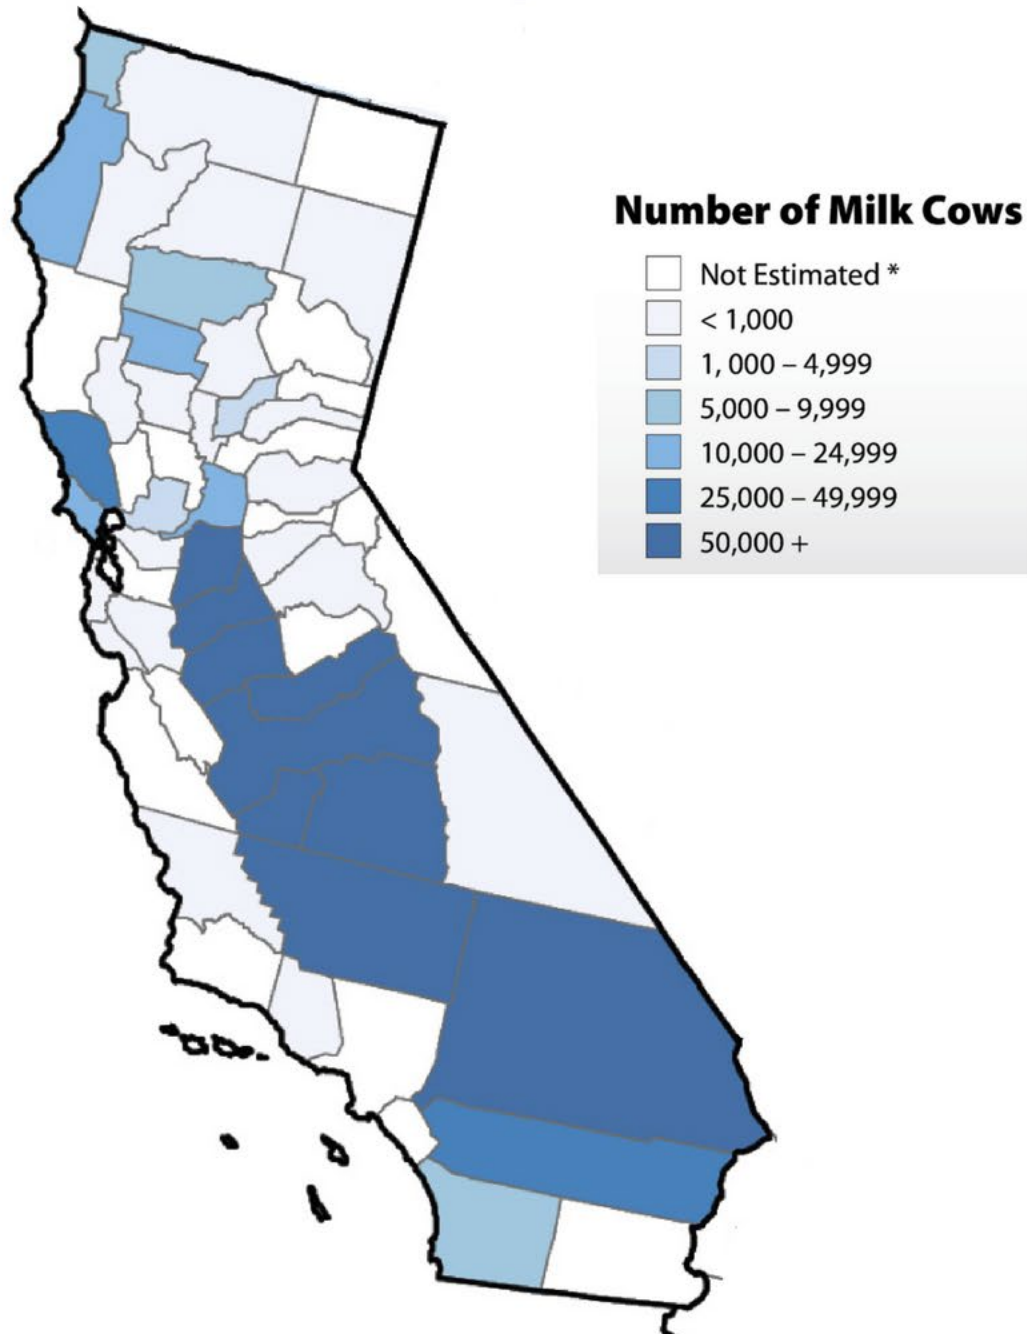 Number of Milk Cows
Not Estimated *
< 1,000
1, 000 – 4,999
5,000 – 9,999
10,000 – 24,999
25,000 – 49,999
50,000 +